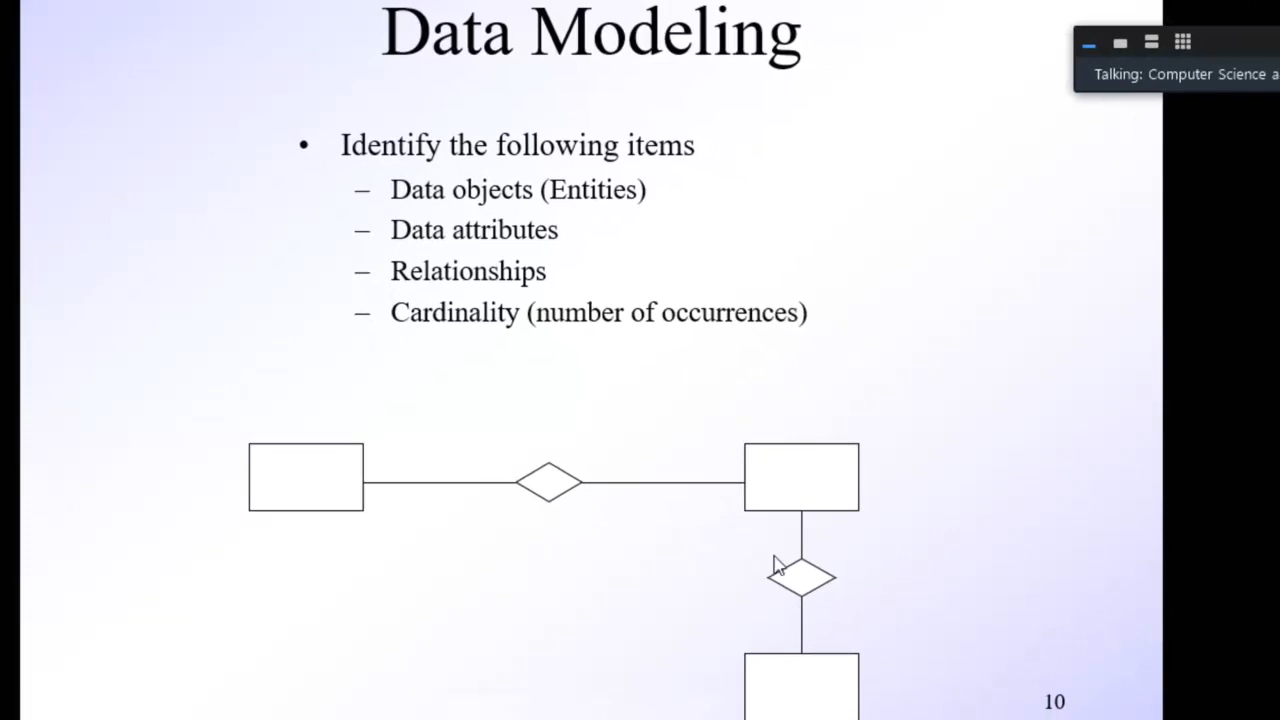 Data Modeling
Talking: Computer Science a
• Identify the following items
– Data objects (Entities)
– Data attributes
– Relationships
– Cardinality (number of occurrences)
10